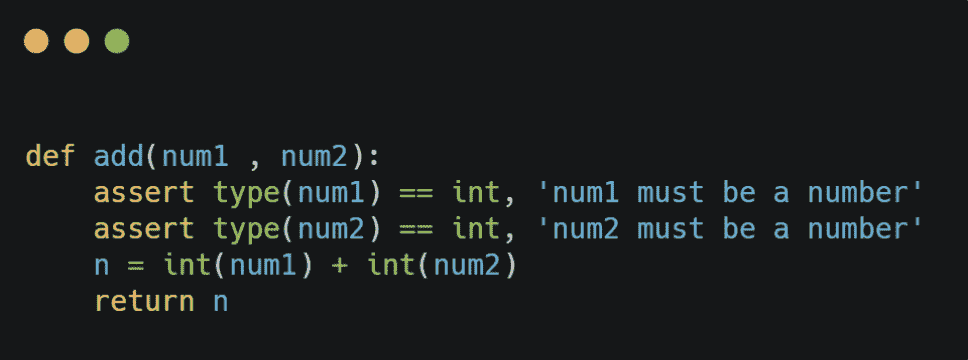 def add(num1 , num2):
    assert type(num1) == int, 'num1 must be a number'
    assert type(num2) == int, 'num2 must be a number'
    n = int(num1) + int(num2)
    return n